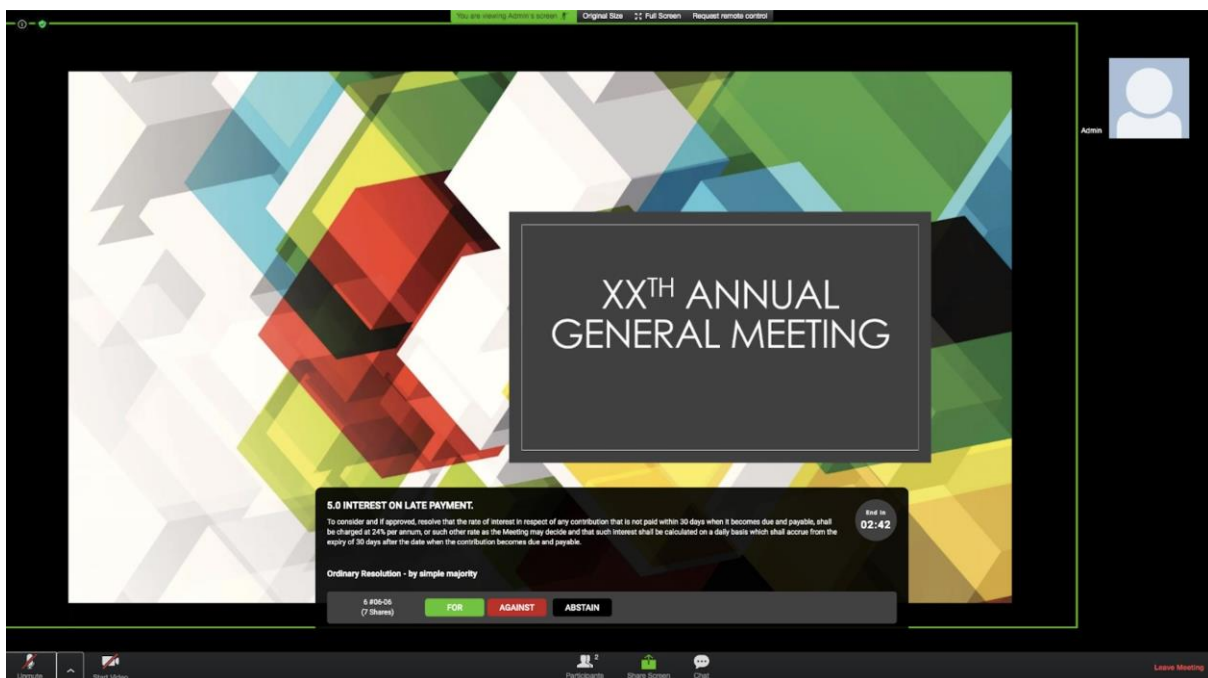 You are viewing Admin's screen Original Size Full Screen Request remote control
Admin
XXTH ANNUAL
GENERAL MEETING
5.0 INTEREST ON LATE PAYMENT.
To consider and if approved, resolve that the rate of interest in respect of any contribution that is not paid within 30 days when it becomes due and payable, shall
be charged at 24% per annum, or such other rate as the Meeting may decide and that such interest shall be calculated on a daily basis which shall accrue from the
expiry of 30 days after the date when the contribution becomes due and payable.
End in
02:42
Ordinary Resolution - by simple majority
6 #06-06
(7 Shares)
FOR AGAINST ABSTAIN
2
Unmute Start Video Participants Share Screen Chat
Leave Meeting